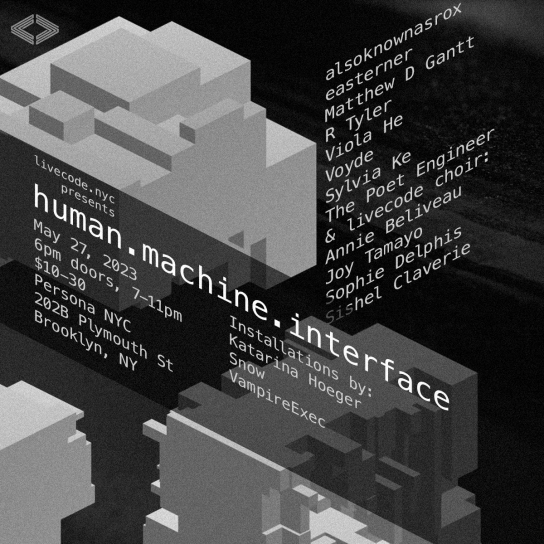 alsoknownasrox
easterner
Matthew D Gantt
R Tyler
Viola He
Voyde
Sylvia Ke
The Poet Engineer
& livecode choir:
Annie Beliveau
Joy Tamayo
Sophie Delphis
Sishel Claverie
livecode.nyc
presents
human.machine.interface
May 27, 2023
6pm doors, 7–11pm
$10–30
Persona NYC
202B Plymouth St
Brooklyn, NY
Installations by:
Katarina Hoeger
Snow
VampireExec